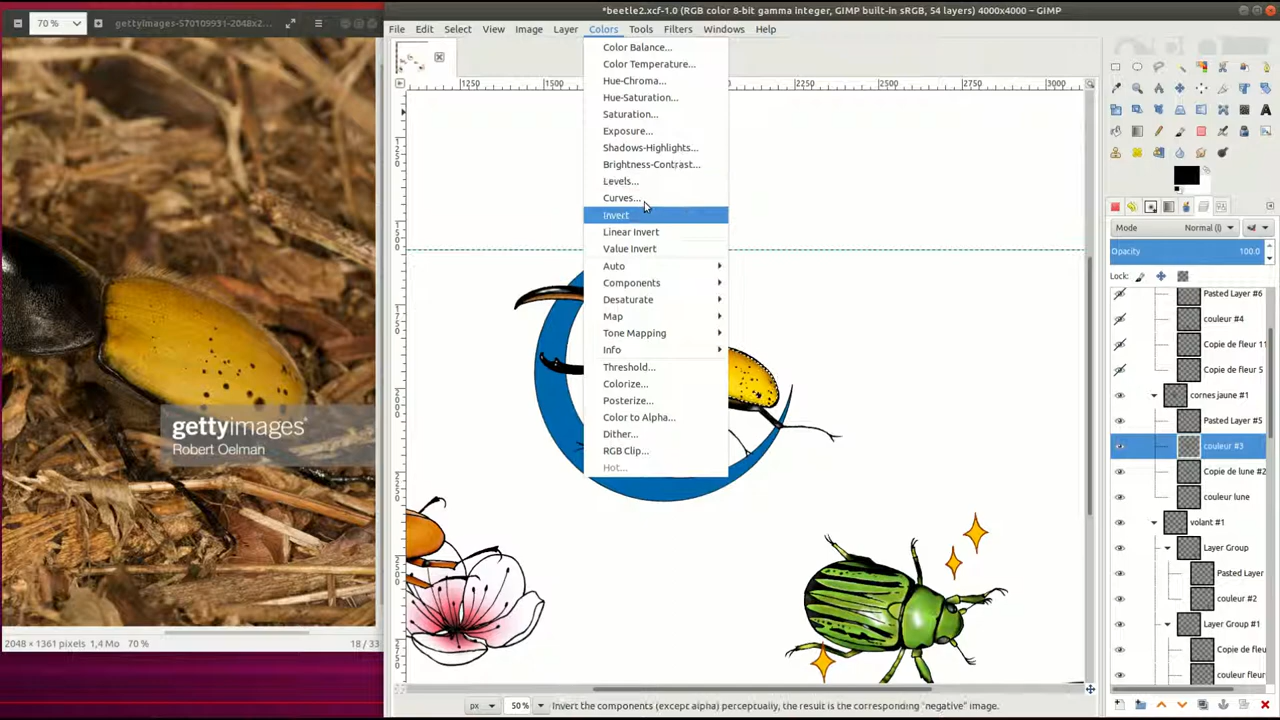 70 %
gettyimages-570109931-2048x2...
gettyimages®
Robert Oelman
2048 × 1361 pixels 1,4 Mo 70 %
18 / 33
*beetle2.xcf-1.0 (RGB color 8-bit gamma integer, GIMP built-in sRGB, 54 layers) 4000x4000 – GIMP
File Edit Select View Image Layer Colors Tools Filters Windows Help
1250 1500 2250 2500 2750 3000
Color Balance...
Color Temperature...
Hue-Chroma...
Hue-Saturation...
Saturation...
Exposure...
Shadows-Highlights...
Brightness-Contrast...
Levels...
Curves...
Invert
Linear Invert
Value Invert
Auto
Components
Desaturate
Map
Tone Mapping
Info
Threshold...
Colorize...
Posterize...
Color to Alpha...
Dither...
RGB Clip...
Hot...
Mode Normal (l)
Opacity 100.0
Lock:
Pasted Layer #6
couleur #4
Copie de fleur 11
Copie de fleur 5
cornes jaune #1
Pasted Layer #5
couleur #3
Copie de lune #2
couleur lune
volant #1
Layer Group
Pasted Layer
couleur #2
Layer Group #1
Copie de fleu
couleur fleur
px 50 % Invert the components (except alpha) perceptually, the result is the corresponding "negative" image.